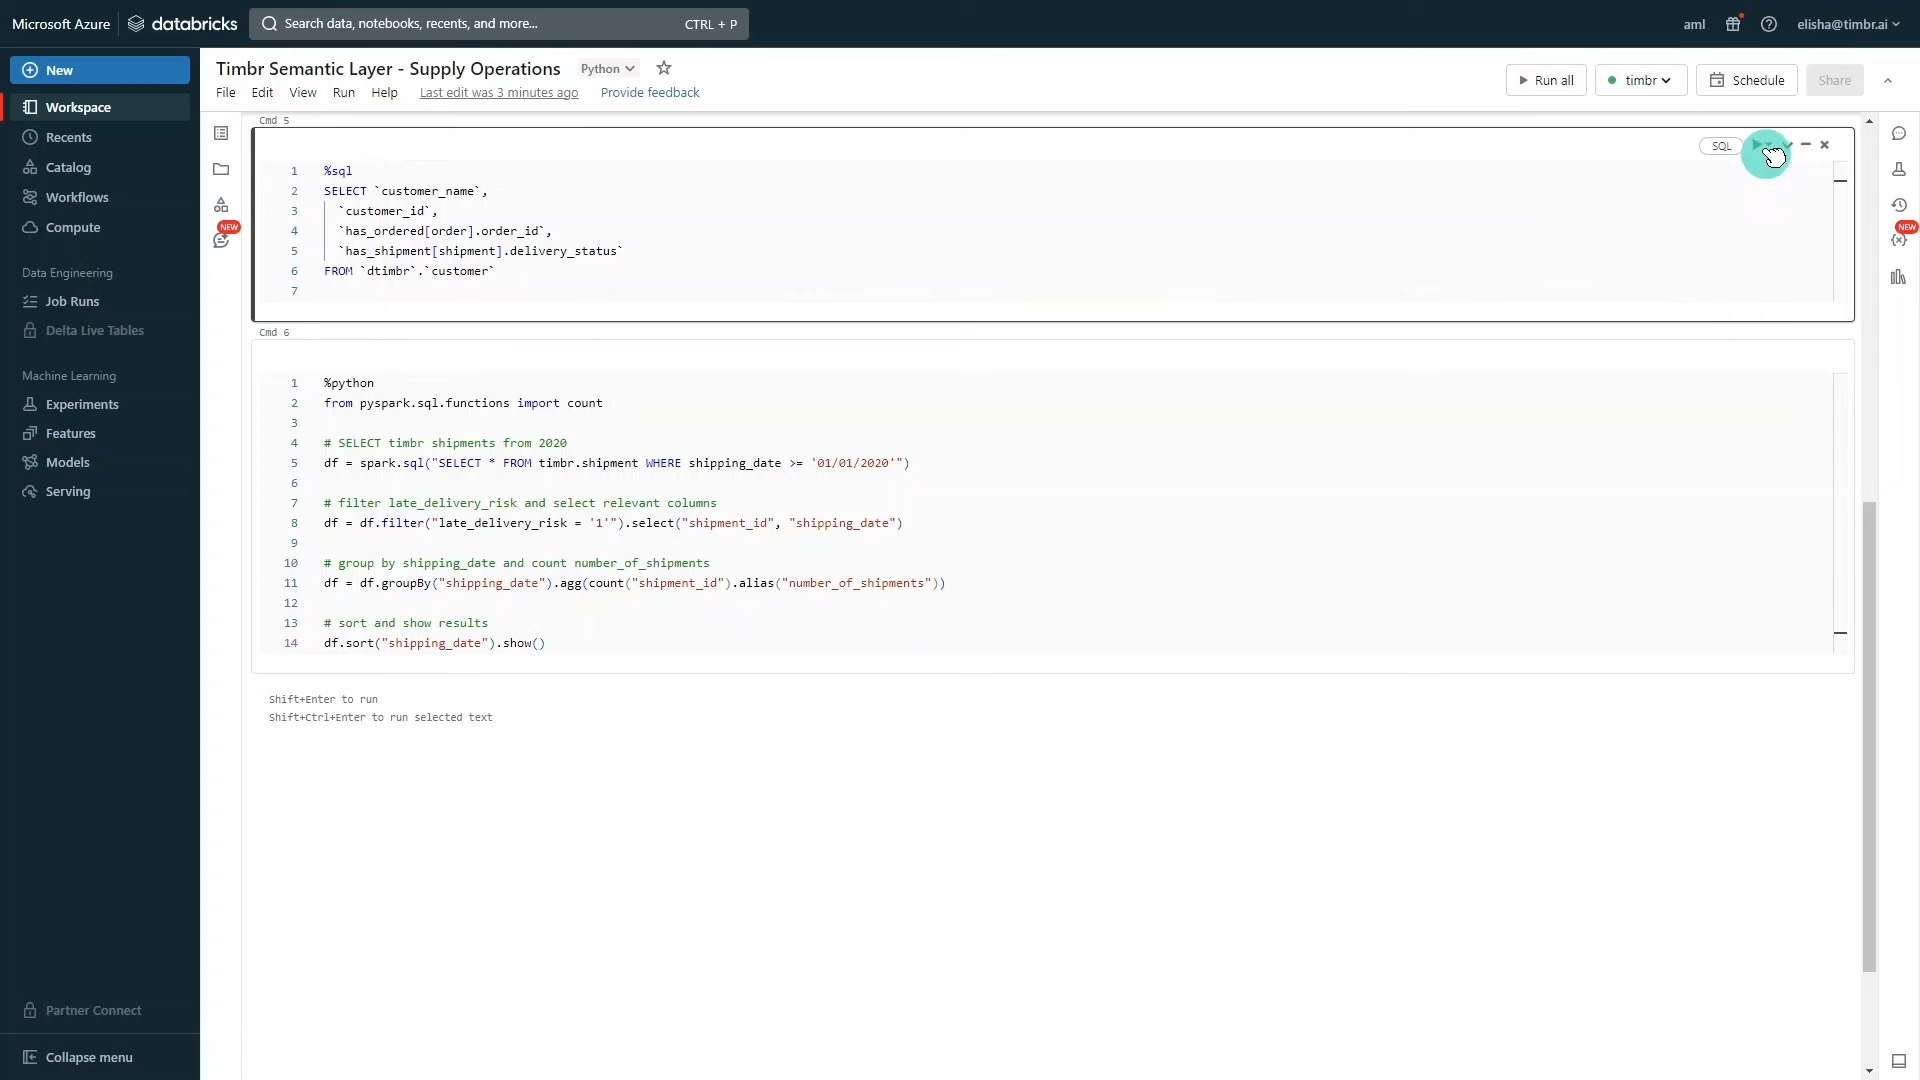 Microsoft Azure databricks Search data, notebooks, recents, and more... CTRL + P aml elisha@timbr.ai
New
Workspace
Recents
Catalog
Workflows
Compute
Data Engineering
Job Runs
Delta Live Tables
Machine Learning
Experiments
Features
Models
Serving
Partner Connect
Collapse menu
Timbr Semantic Layer - Supply Operations Python
File Edit View Run Help Last edit was 3 minutes ago Provide feedback
Run all timbr Schedule Share
NEW
NEW
Cmd 5
SQL
1 %sql
2 SELECT `customer_name`,
3 `customer_id`,
4 `has_ordered[order].order_id`,
5 `has_shipment[shipment].delivery_status`
6 FROM `dtimbr`.`customer`
7
Cmd 6
1 %python
2 from pyspark.sql.functions import count
3
4 # SELECT timbr shipments from 2020
5 df = spark.sql("SELECT * FROM timbr.shipment WHERE shipping_date >= '01/01/2020'")
6
7 # filter late_delivery_risk and select relevant columns
8 df = df.filter("late_delivery_risk = '1'").select("shipment_id", "shipping_date")
9
10 # group by shipping_date and count number_of_shipments
11 df = df.groupBy("shipping_date").agg(count("shipment_id").alias("number_of_shipments"))
12
13 # sort and show results
14 df.sort("shipping_date").show()
Shift+Enter to run
Shift+Ctrl+Enter to run selected text